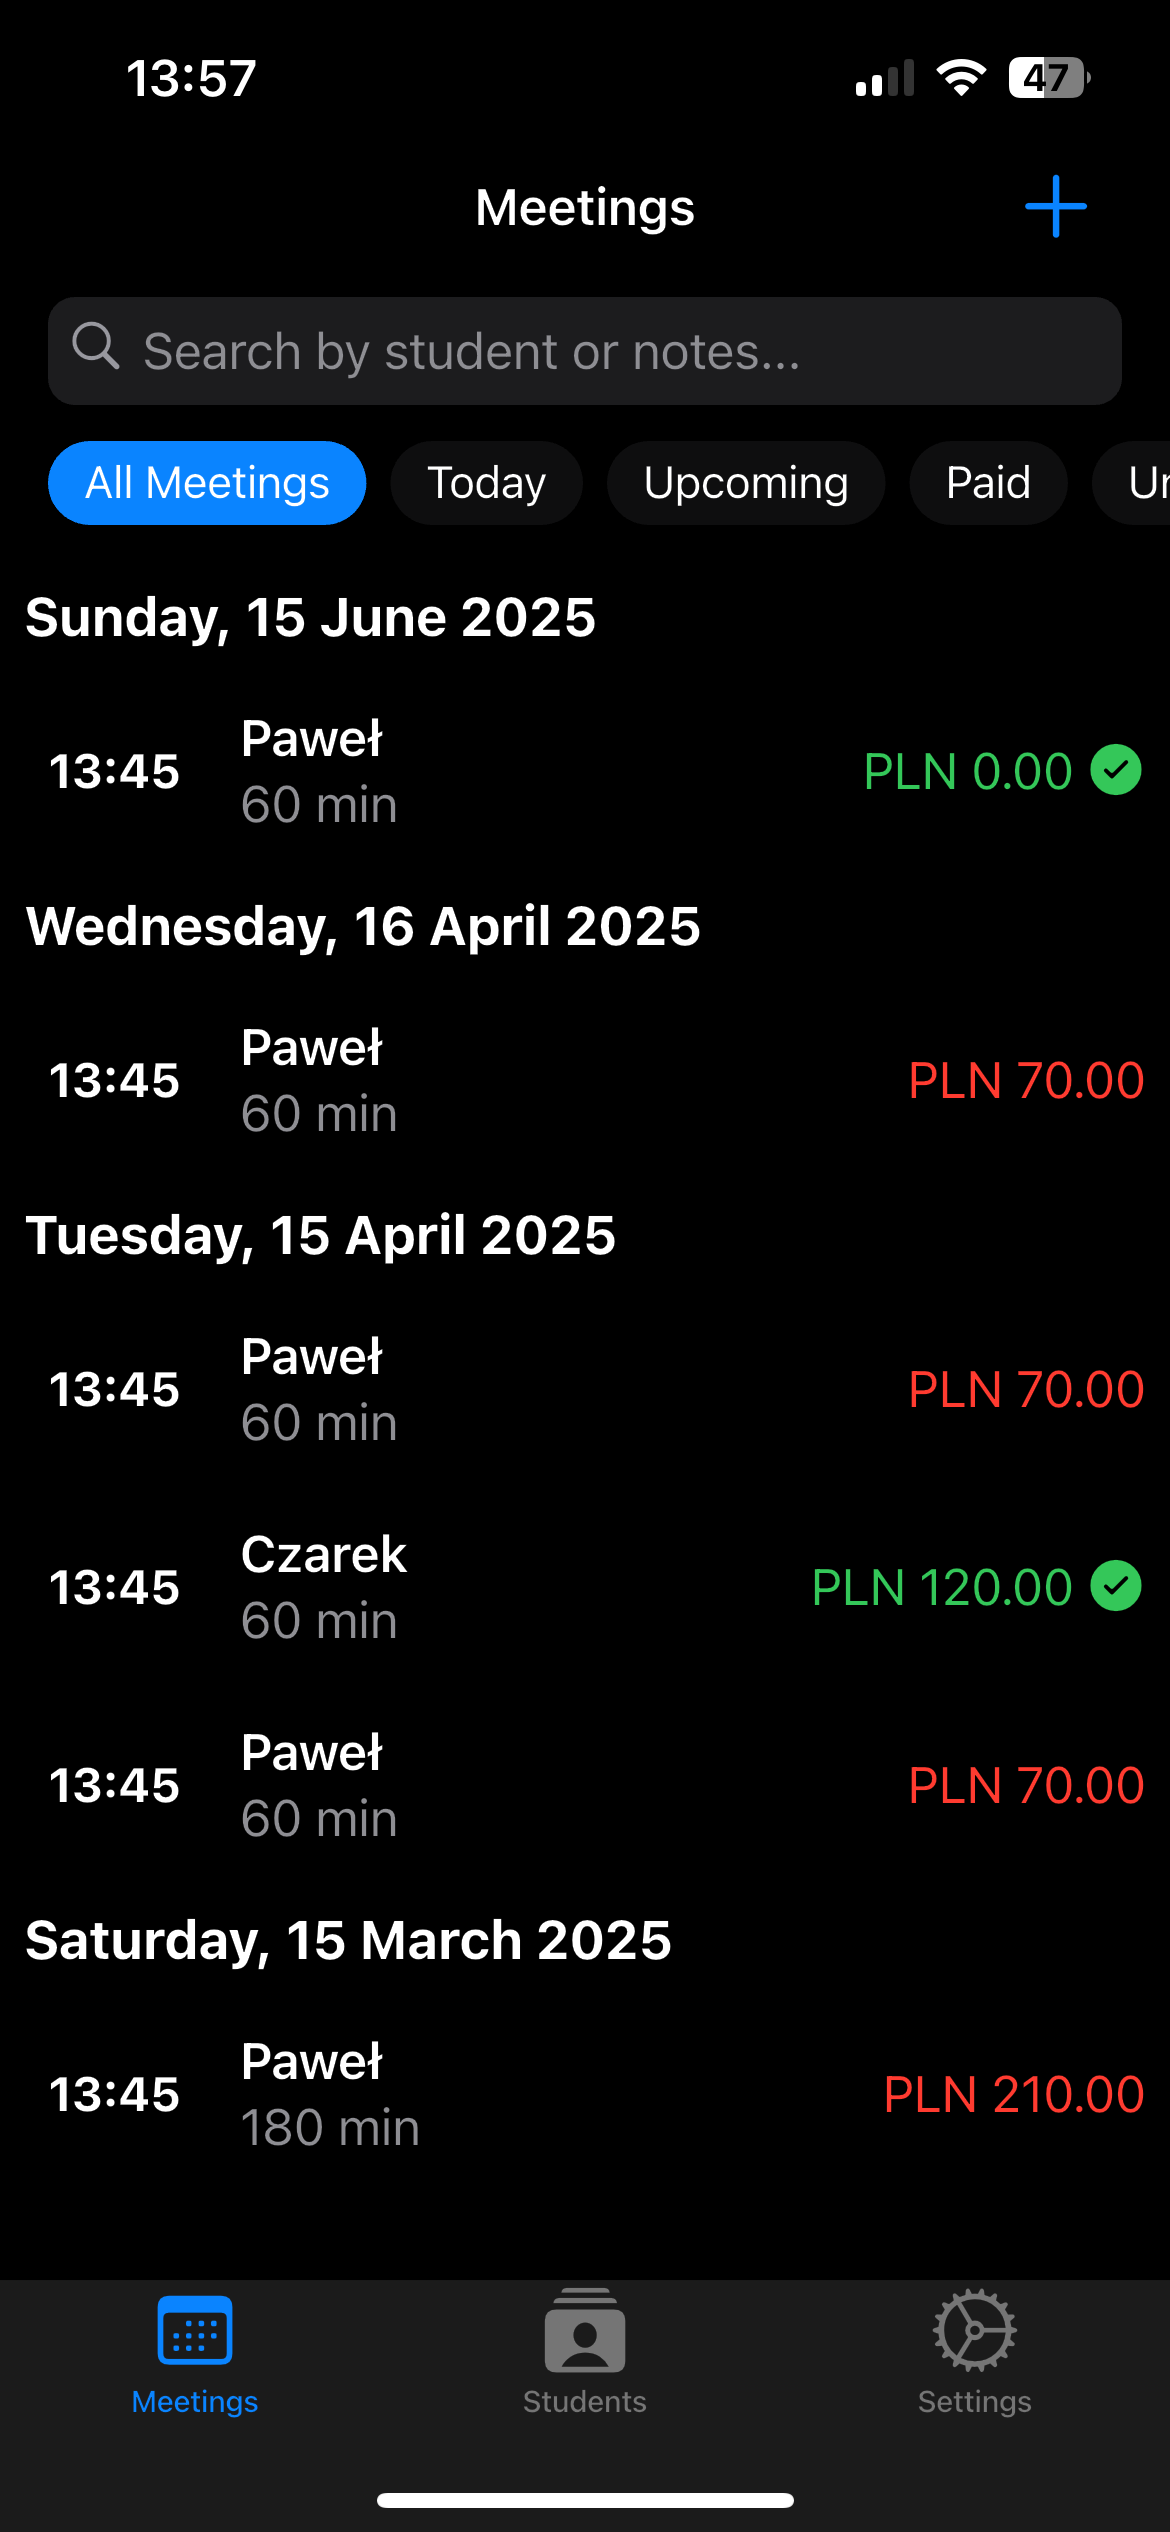 13:57
47
Meetings
Search by student or notes...
All Meetings
Today
Upcoming
Paid
Un
Sunday, 15 June 2025
13:45
Paweł
60 min
PLN 0.00
Wednesday, 16 April 2025
13:45
Paweł
60 min
PLN 70.00
Tuesday, 15 April 2025
13:45
Paweł
60 min
PLN 70.00
13:45
Czarek
60 min
PLN 120.00
13:45
Paweł
60 min
PLN 70.00
Saturday, 15 March 2025
13:45
Paweł
180 min
PLN 210.00
Meetings
Students
Settings